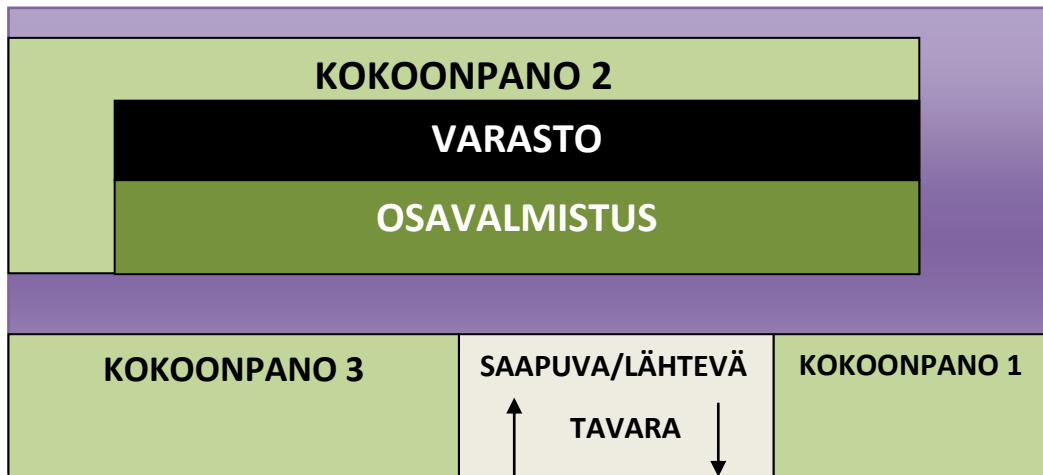 KOKOONPANO 2
VARASTO
OSAVALMISTUS
KOKOONPANO 3
SAAPUVA/LÄHTEVÄ
TAVARA
KOKOONPANO 1